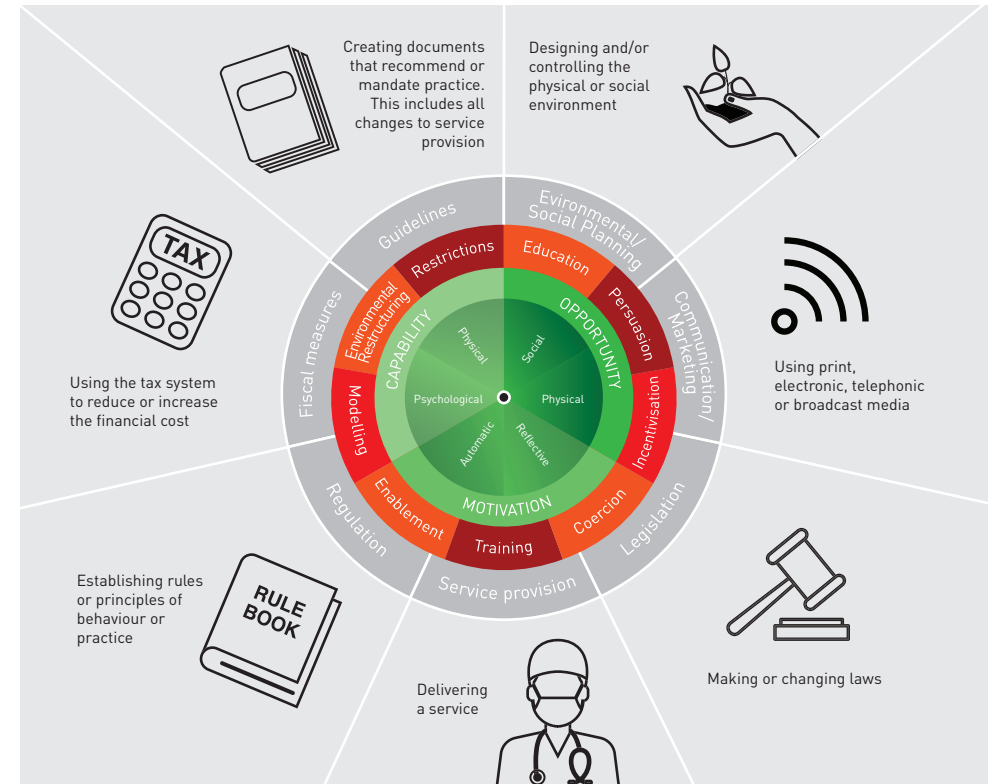 Creating documents
that recommend or
mandate practice.
This includes all
changes to service
provision
Designing and/or
controlling the
physical or social
environment
Guidelines
Evironmental/
Social Planning
Restrictions
Education
TAX
Fiscal measures
Environmental
Restructuring
CAPABILITY
Physical
Social
OPPORTUNITY
Persuasion
Communication/
Marketing
Using the tax system
to reduce or increase
the financial cost
Using print,
electronic, telephonic
or broadcast media
Modelling
Psychological
Physical
Incentivisation
Automatic
Reflective
MOTIVATION
Regulation
Enablement
Training
Coercion
Legislation
Service provision
Establishing rules
or principles of
behaviour or
practice
RULE
BOOK
Delivering
a service
Making or changing laws